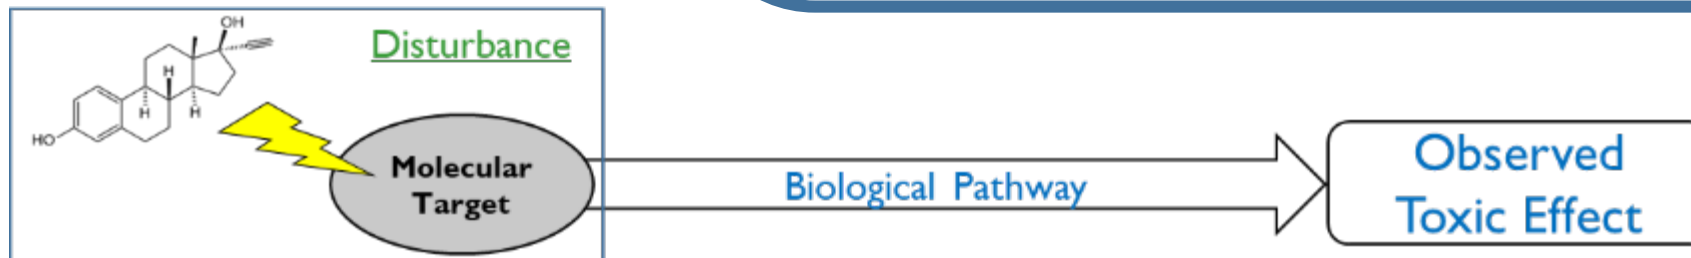 OH
Disturbance
H
H
H
HO
Molecular
Target
Biological Pathway
Observed
Toxic Effect